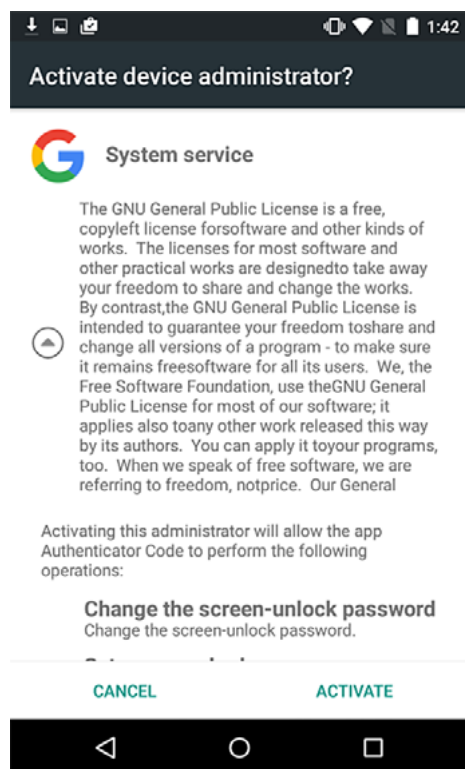 1:42
Activate device administrator?
System service
The GNU General Public License is a free,
copyleft license forsoftware and other kinds of
works.  The licenses for most software and
other practical works are designedto take away
your freedom to share and change the works.
By contrast,the GNU General Public License is
intended to guarantee your freedom toshare and
change all versions of a program - to make sure
it remains freesoftware for all its users.  We, the
Free Software Foundation, use theGNU General
Public License for most of our software; it
applies also toany other work released this way
by its authors.  You can apply it toyour programs,
too.  When we speak of free software, we are
referring to freedom, notprice.  Our General
Activating this administrator will allow the app
Authenticator Code to perform the following
operations:
Change the screen-unlock password
Change the screen-unlock password.
CANCEL
ACTIVATE